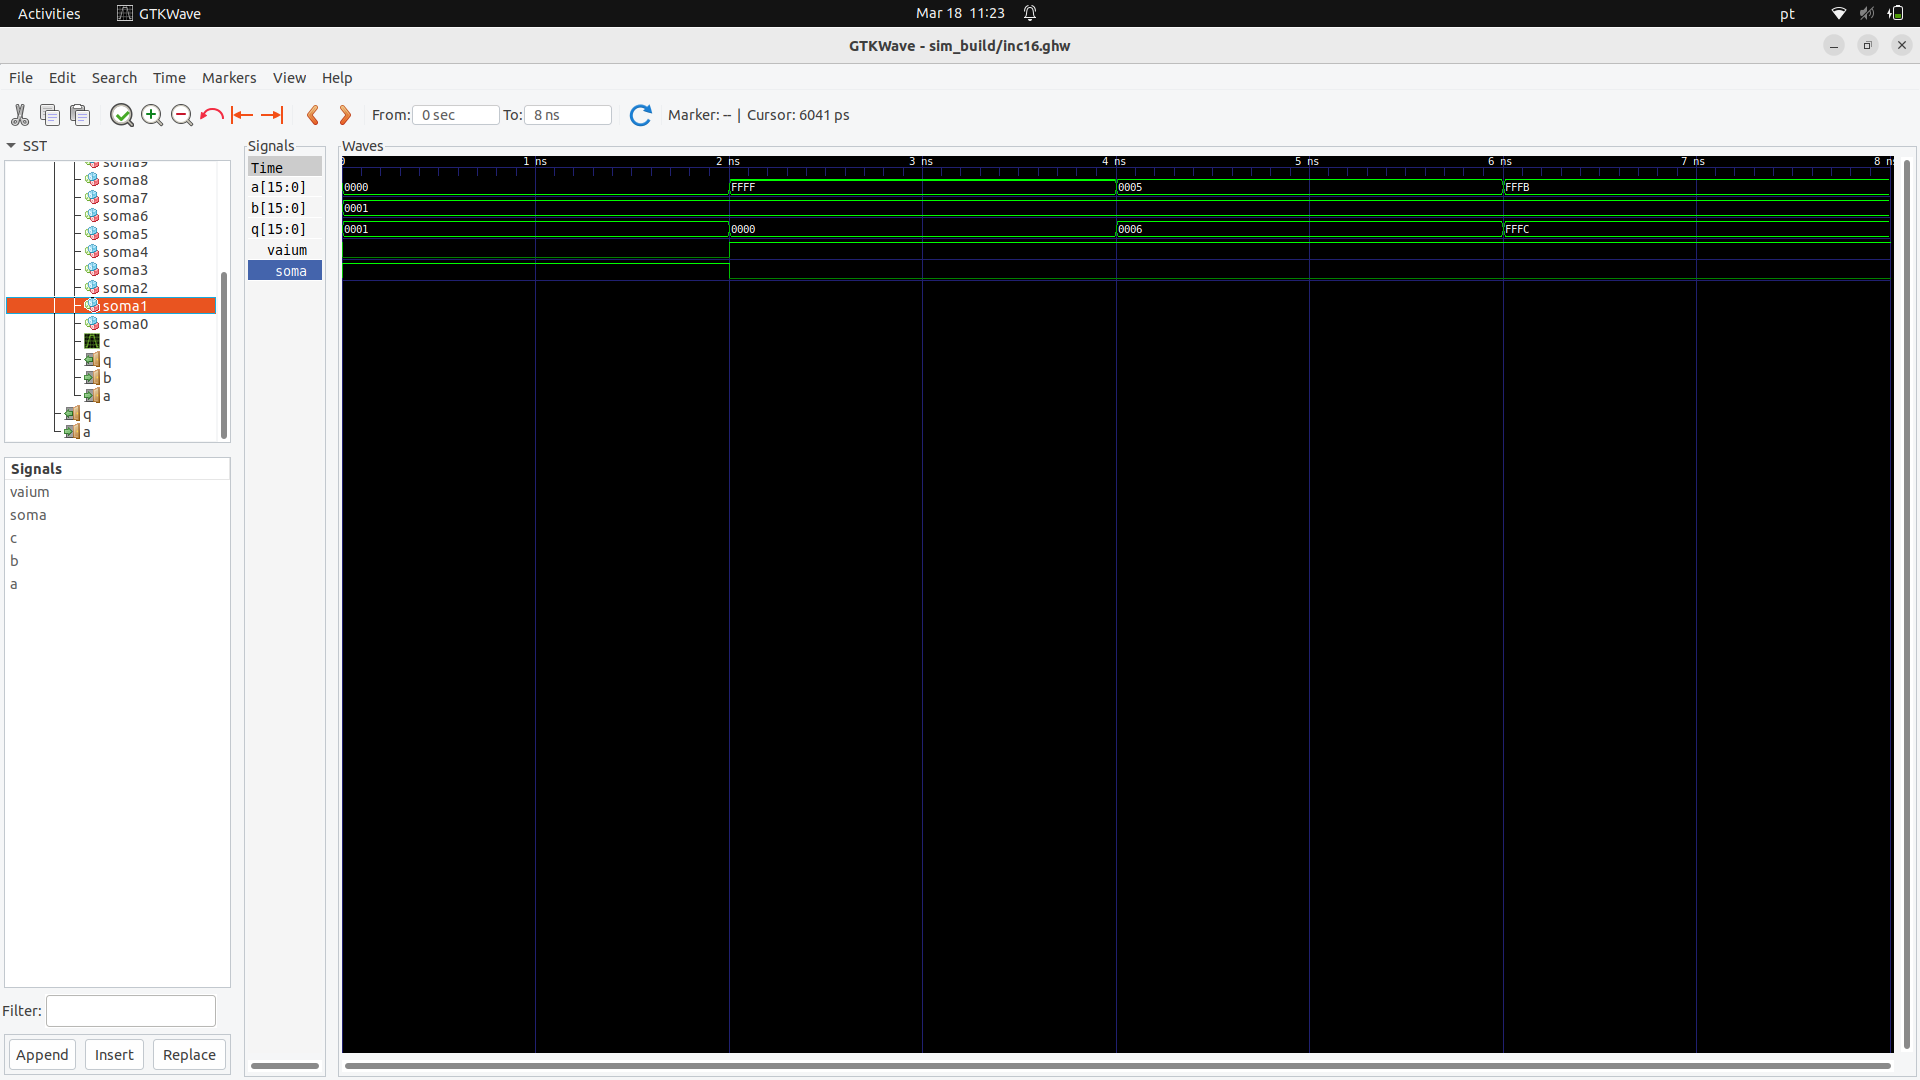 Activities GTKWave Mar 18 11:23 pt
GTKWave - sim_build/inc16.ghw
File Edit Search Time Markers View Help
From: 0 sec To: 8 ns Marker: -- | Cursor: 6041 ps
SST
soma9
soma8
soma7
soma6
soma5
soma4
soma3
soma2
soma1
soma0
c
q
b
a
q
a
Signals
vaium
soma
c
b
a
Filter:
Append Insert Replace
Signals
Time
a[15:0]
b[15:0]
q[15:0]
vaium
soma
Waves
0 1 ns 2 ns 3 ns 4 ns 5 ns 6 ns 7 ns 8 ns
0000 FFFF 0005 FFFB
0001
0001 0000 0006 FFFC